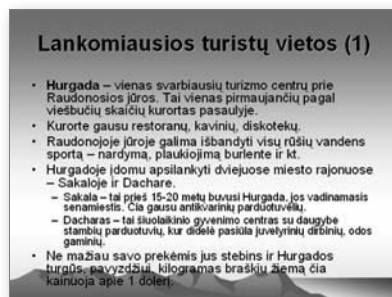 Lankomiausios turistų vietos (1)
• Hurgada – vienas svarbiausių turizmo centrų prie
Raudonosios jūros. Tai vienas pirmaujančių pagal
viešbučių skaičių kurortas pasaulyje.
• Kurorte gausu restoranų, kavinių, diskotekų.
• Raudonojoje jūroje galima išbandyti visų rūšių vandens
sportą – nardymą, plaukiojimą burlente ir kt.
• Hurgadoje įdomu apsilankyti dviejuose miesto rajonuose
– Sakaloje ir Dachare.
– Sakala – tai prieš 15-20 metų buvusi Hurgada, jos vadinamasis
senamiestis. Čia gausu antikvarinių parduotuvėlių.
– Dacharas – tai šiuolaikinio gyvenimo centras su daugybe
stambių parduotuvių, kur didelė pasiūla juvelyrinių dirbinių, odos
gaminių.
• Ne mažiau savo prekėmis jus stebins ir Hurgados
turgūs, pavyzdžiui, kilogramas braškių žiemą čia
kainuoja apie 1 dolerį.